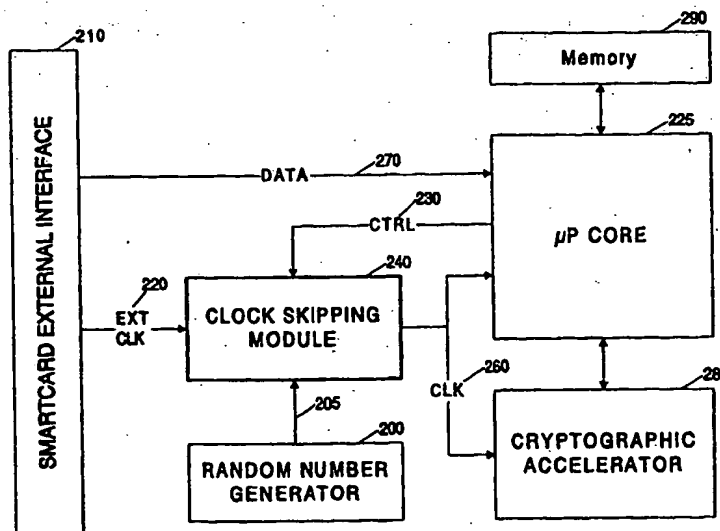 210
SMARTCARD EXTERNAL INTERFACE
290
Memory
225
µP CORE
DATA
270
CTRL
230
240
CLOCK SKIPPING
MODULE
220
EXT
CLK
CLK
260
205
200
RANDOM NUMBER
GENERATOR
28
CRYPTOGRAPHIC
ACCELERATOR